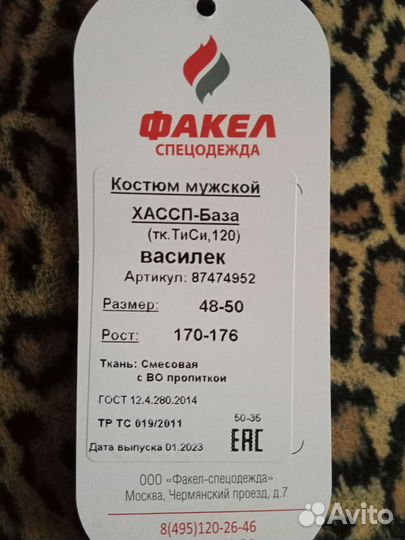 ФАКЕЛ
СПЕЦОДЕЖДА
Костюм мужской
ХАССП-База
(тк.ТиСи,120)
василек
Артикул: 87474952
Размер: 48-50
Рост: 170-176
Ткань: Смесовая
с ВО пропиткой
ГОСТ 12.4.280.2014
ТР ТС 019/2011
50-35
Дата выпуска 01.2023
ЕАС
ООО «Факел-спецодежда»
Москва, Чермянский проезд, д.7
8(495)120-26-46
Avito